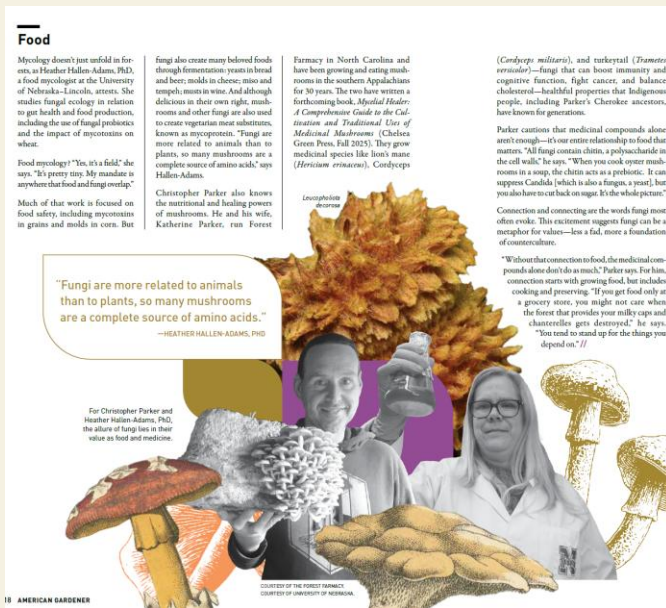 Food
Mycology doesn't just unfold in for-
ests, as Heather Hallen-Adams, PhD,
a food mycologist at the University
of Nebraska–Lincoln, attests. She
studies fungal ecology in relation
to gut health and food production,
including the use of fungal probiotics
and the impact of mycotoxins on
wheat.
Food mycology? "Yes, it's a field," she
says. "It's pretty tiny. My mandate is
anywhere that food and fungi overlap."
Much of that work is focused on
food safety, including mycotoxins
in grains and molds in corn. But
fungi also create many beloved foods
through fermentation: yeasts in bread
and beer; molds in cheese; miso and
tempeh; musts in wine. And although
delicious in their own right, mush-
rooms and other fungi are also used
to create vegetarian meat substitutes,
known as mycoprotein. "Fungi are
more related to animals than to
plants, so many mushrooms are a
complete source of amino acids," says
Hallen-Adams.
Christopher Parker also knows
the nutritional and healing powers
of mushrooms. He and his wife,
Katherine Parker, run Forest
Farmacy in North Carolina and
have been growing and eating mush-
rooms in the southern Appalachians
for 30 years. The two have written a
forthcoming book, Mycelial Healer:
A Comprehensive Guide to the Cul-
tivation and Traditional Uses of
Medicinal Mushrooms (Chelsea
Green Press, Fall 2025). They grow
medicinal species like lion's mane
(Hericium erinaceus), Cordyceps
(Cordyceps militaris), and turkeytail (Trametes
versicolor)—fungi that can boost immunity and
cognitive function, fight cancer, and balance
cholesterol—healthful properties that Indigenous
people, including Parker's Cherokee ancestors,
have known for generations.
Parker cautions that medicinal compounds alone
aren't enough—it's our entire relationship to food that
matters. "All fungi contain chitin, a polysaccharide in
the cell walls," he says. "When you cook oyster mush-
rooms in a soup, the chitin acts as a prebiotic. It can
suppress Candida [which is also a fungus, a yeast], but
you also have to cut back on sugar. It's the whole picture."
Connection and connecting are the words fungi most
often evoke. This excitement suggests fungi can be a
metaphor for values—less a fad, more a foundation
of counterculture.
"Without that connection to food, the medicinal com-
pounds alone don't do as much," Parker says. For him,
connection starts with growing food, but includes
cooking and preserving. "If you get food only at
a grocery store, you might not care when
the forest that provides your milky caps and
chanterelles gets destroyed," he says.
"You tend to stand up for the things you
depend on." //
Leucopholiota
decorosa
"Fungi are more related to animals
than to plants, so many mushrooms
are a complete source of amino acids."
—HEATHER HALLEN-ADAMS, PHD
For Christopher Parker and
Heather Hallen-Adams, PhD,
the allure of fungi lies in their
value as food and medicine.
N
COURTESY OF THE FOREST FARMACY.
COURTESY OF UNIVERSITY OF NEBRASKA.
18 AMERICAN GARDENER